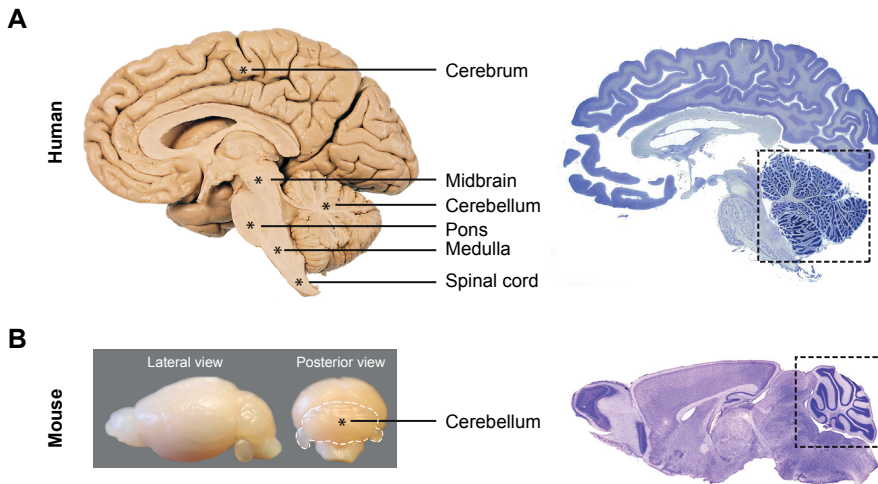 A
Human
Cerebrum
Midbrain
Cerebellum
Pons
Medulla
Spinal cord
B
Mouse
Lateral view
Posterior view
Cerebellum